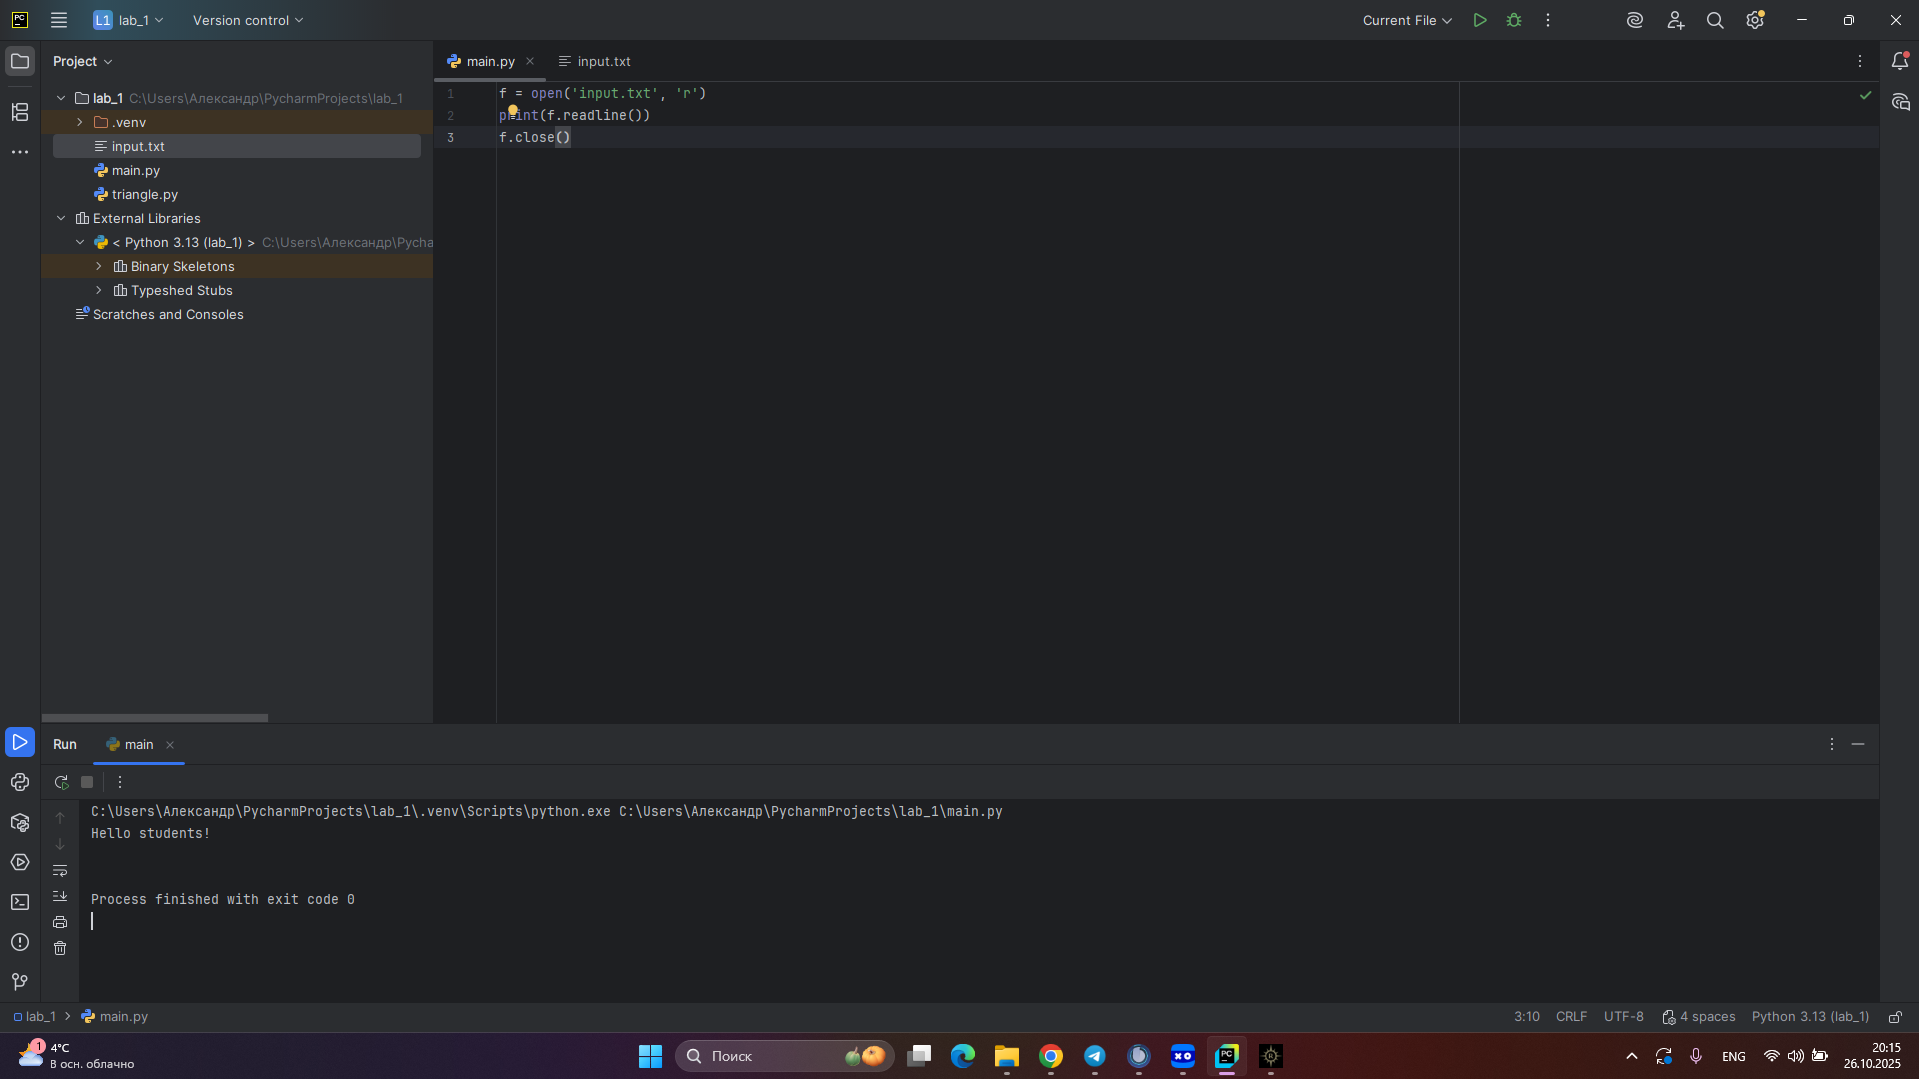 PC
L1 lab_1
Version control
Current File
Project
main.py
input.txt
lab_1 C:\Users\Александр\PycharmProjects\lab_1
.venv
input.txt
main.py
triangle.py
External Libraries
< Python 3.13 (lab_1) > C:\Users\Александр\Pycha
Binary Skeletons
Typeshed Stubs
Scratches and Consoles
1 f = open('input.txt', 'r')
2 print(f.readline())
3 f.close()
Run
main
C:\Users\Александр\PycharmProjects\lab_1\.venv\Scripts\python.exe C:\Users\Александр\PycharmProjects\lab_1\main.py
Hello students!
Process finished with exit code 0
lab_1 > main.py
3:10 CRLF UTF-8 4 spaces Python 3.13 (lab_1)
1
4°C
В осн. облачно
Поиск
XO
PC
ENG
20:15
26.10.2025